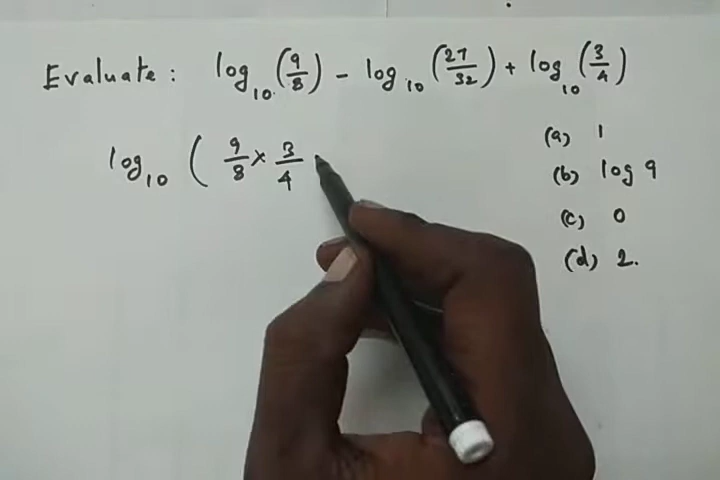 Evaluate : log₁₀(9/8) - log₁₀(27/32) + log₁₀(3/4)
log₁₀ ( 9/8 × 3/4
(a) 1
(b) log 9
(c) 0
(d) 2.